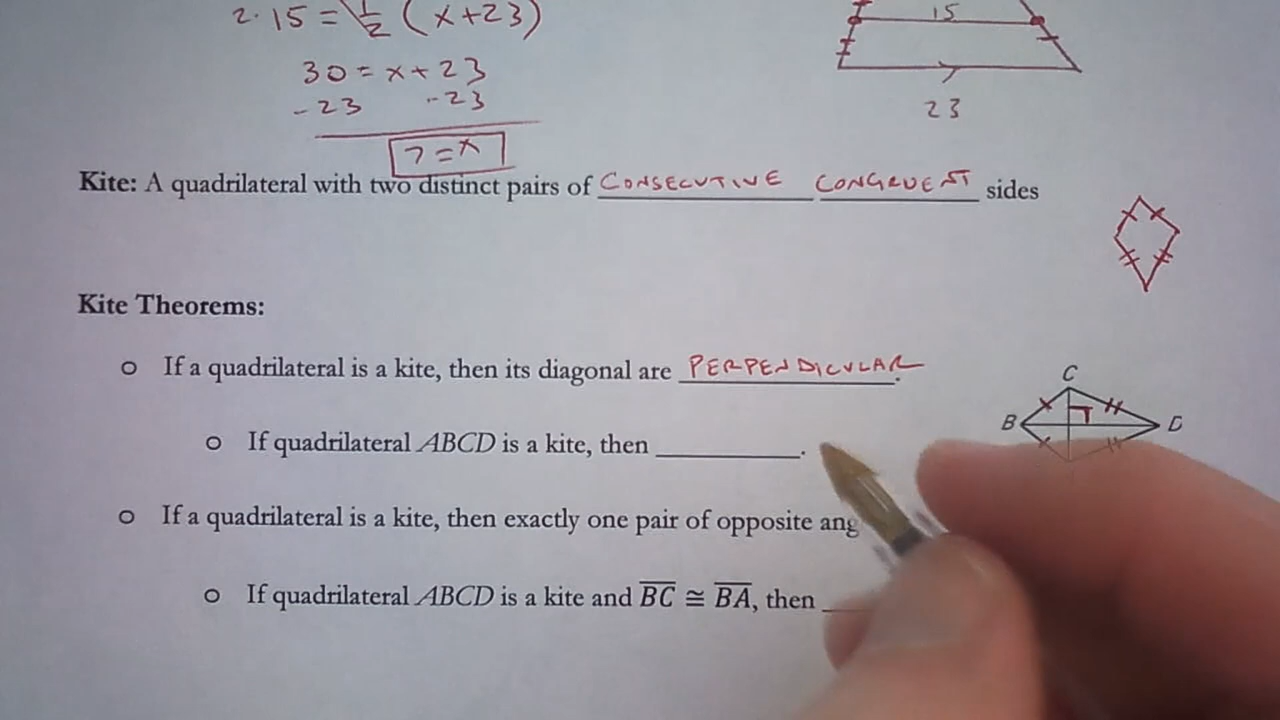 2 · 15 = 1/2 (x+23)
15
30 = x + 23
-23 -23
23
7 = x
Kite: A quadrilateral with two distinct pairs of CONSECUTIVE CONGRUENT sides
Kite Theorems:
If a quadrilateral is a kite, then its diagonal are PERPENDICULAR.
C
B D
If quadrilateral ABCD is a kite, then ________.
If a quadrilateral is a kite, then exactly one pair of opposite ang
If quadrilateral ABCD is a kite and B̅C̅ ≅ B̅A̅, then